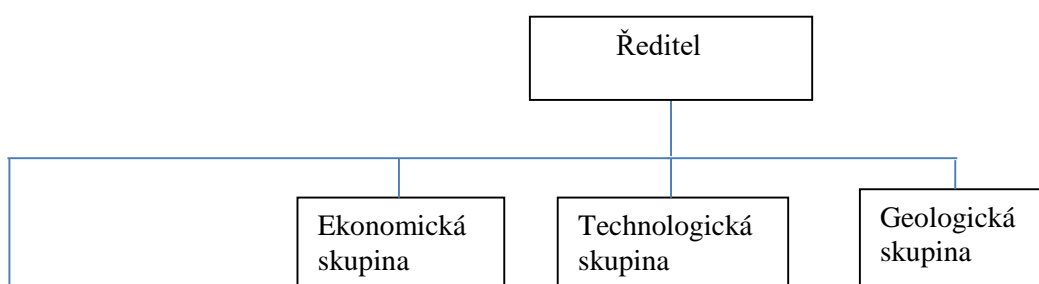 Ředitel
Ekonomická
skupina
Technologická
skupina
Geologická
skupina